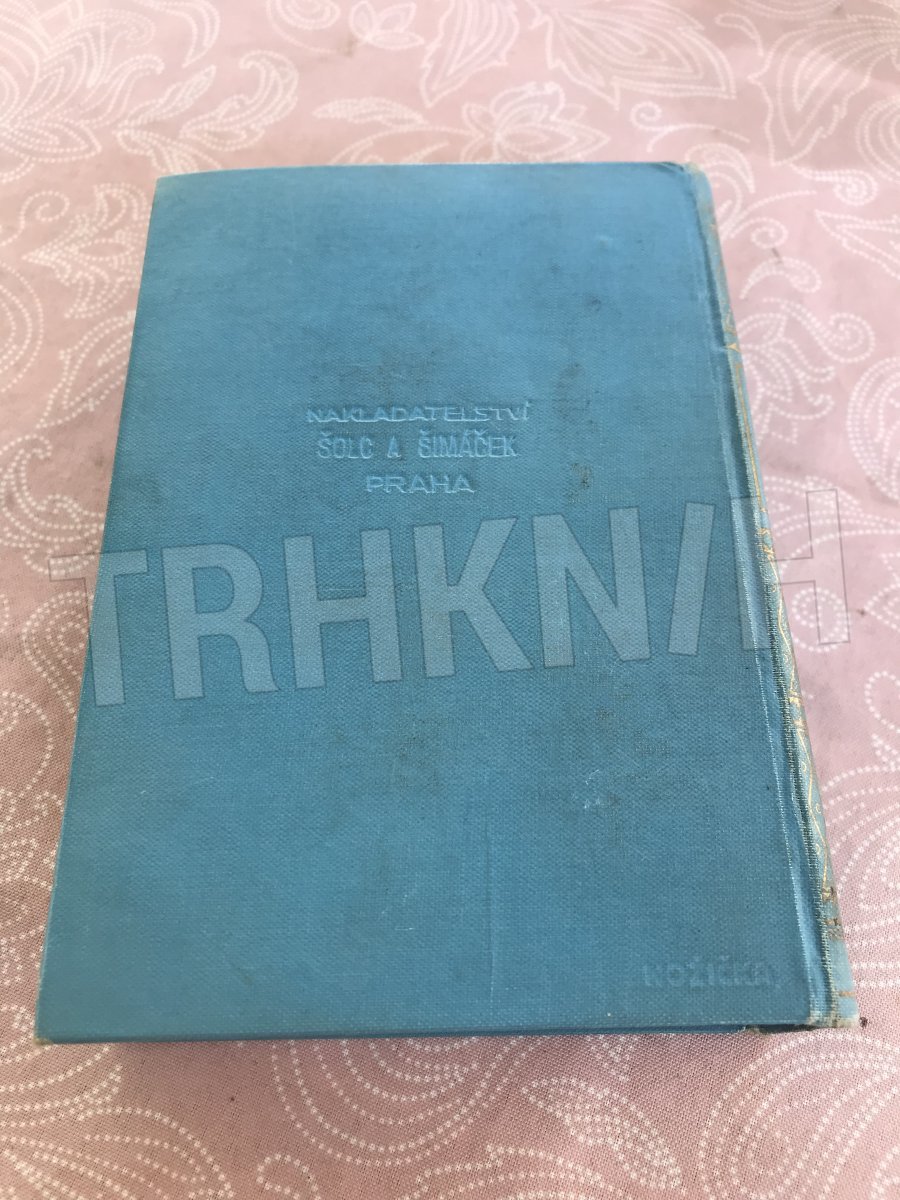 NAKLADATELSTVÍ
ŠOLC A ŠIMÁČEK
PRAHA
TRHKNIH
NOŽIČKA